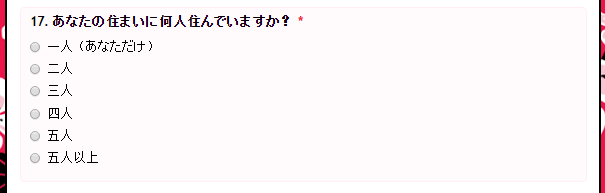 17. あなたの住まいに何人住んでいますか？ *
一人（あなただけ）
二人
三人
四人
五人
五人以上